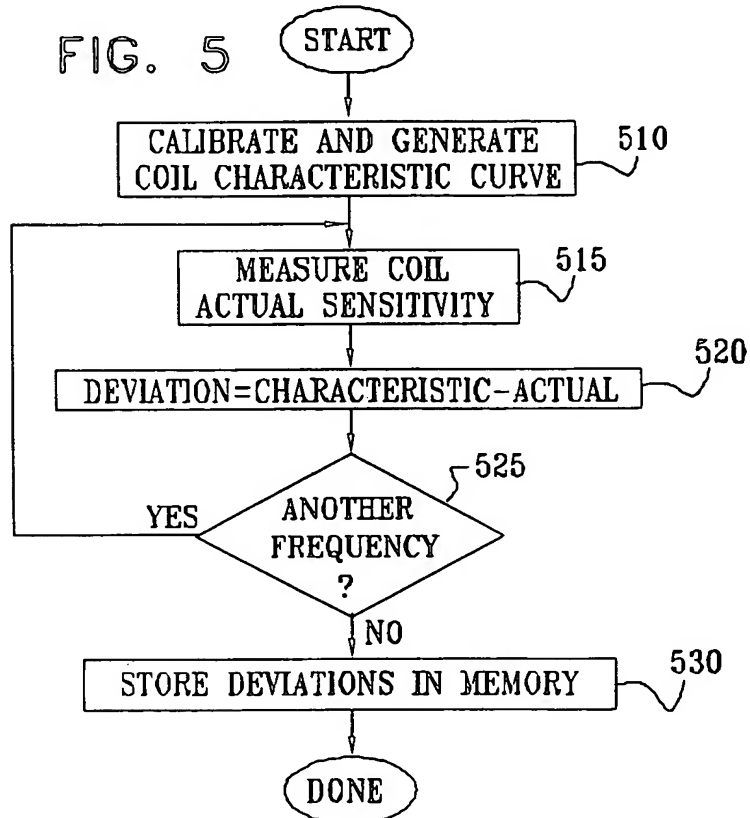 FIG. 5
START
CALIBRATE AND GENERATE
COIL CHARACTERISTIC CURVE
510
MEASURE COIL
ACTUAL SENSITIVITY
515
DEVIATION=CHARACTERISTIC-ACTUAL
520
525
YES
ANOTHER
FREQUENCY
?
NO
STORE DEVIATIONS IN MEMORY
530
DONE